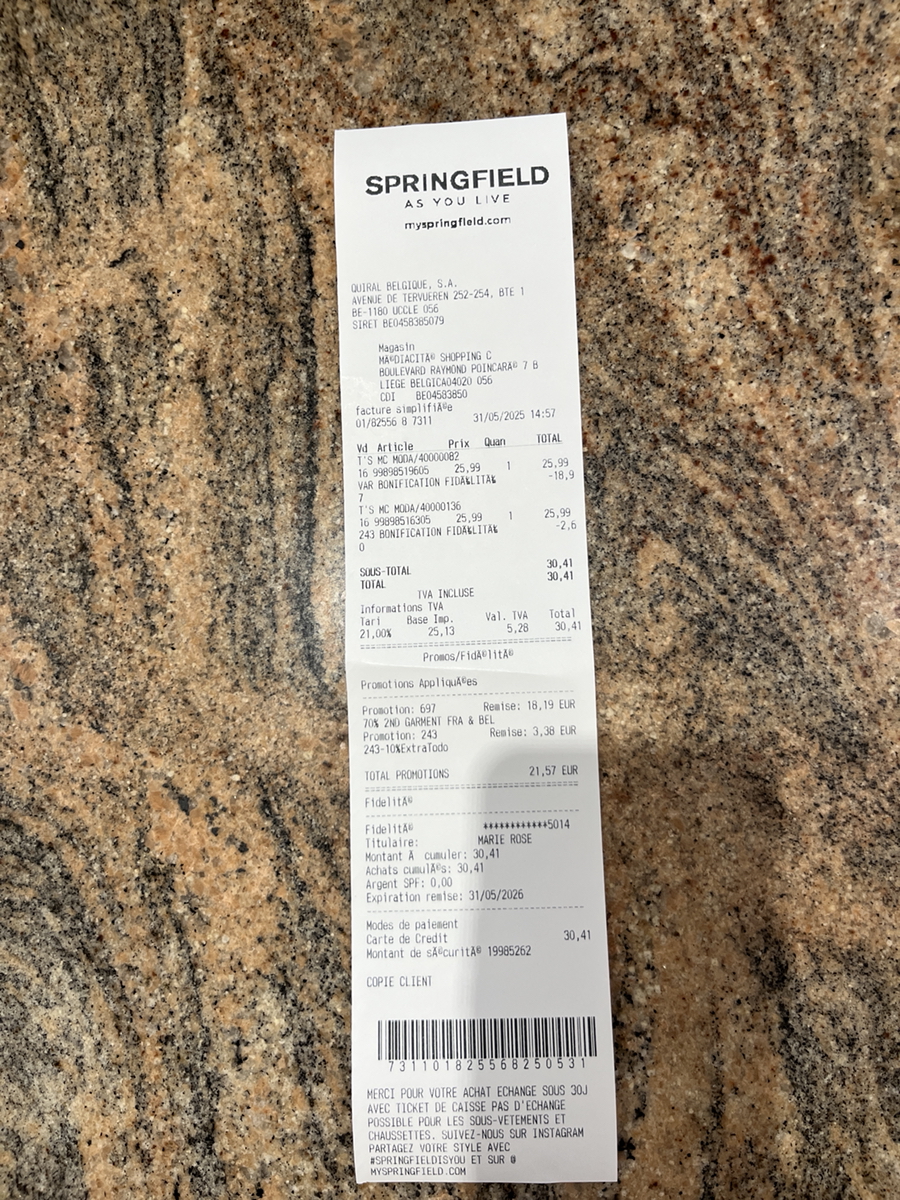 SPRINGFIELD
AS YOU LIVE
myspringfield.com
QUIRAL BELGIQUE, S.A.
AVENUE DE TERVUEREN 252-254, BTE 1
BE-1180 UCCLE 056
SIRET BE0458385079
Magasin
MÃ©DIACITÃ© SHOPPING C
BOULEVARD RAYMOND POINCARÃ© 7 B
LIEGE BELGICA04020 056
CDI BE04583850
facture simplifiÃ©e
01/82556 8 7311 31/05/2025 14:57
Vd Article Prix Quan TOTAL
T'S MC MODA/40000082
16 99898519605 25,99 1 25,99
VAR BONIFICATION FIDÃ‰LITÃ‰ -18,9
7
T'S MC MODA/40000136
16 99898516305 25,99 1 25,99
243 BONIFICATION FIDÃ‰LITÃ‰ -2,6
0
SOUS-TOTAL 30,41
TOTAL 30,41
TVA INCLUSE
Informations TVA
Tari Base Imp. Val. TVA Total
21,00% 25,13 5,28 30,41
Promos/FidÃ©litÃ©
Promotions AppliquÃ©es
Promotion: 697 Remise: 18,19 EUR
70% 2ND GARMENT FRA & BEL
Promotion: 243 Remise: 3,38 EUR
243-10%ExtraTodo
TOTAL PROMOTIONS 21,57 EUR
FidelitÃ©
FidelitÃ© ************5014
Titulaire: MARIE ROSE
Montant Ã cumuler: 30,41
Achats cumulÃ©s: 30,41
Argent SPF: 0,00
Expiration remise: 31/05/2026
Modes de paiement
Carte de Credit 30,41
Montant de sÃ©curitÃ© 19985262
COPIE CLIENT
731101825568250531
MERCI POUR VOTRE ACHAT ECHANGE SOUS 30J
AVEC TICKET DE CAISSE PAS D'ECHANGE
POSSIBLE POUR LES SOUS-VETEMENTS ET
CHAUSSETTES. SUIVEZ-NOUS SUR INSTAGRAM
PARTAGEZ VOTRE STYLE AVEC
#SPRINGFIELDISYOU ET SUR @
MYSPRINGFIELD.COM